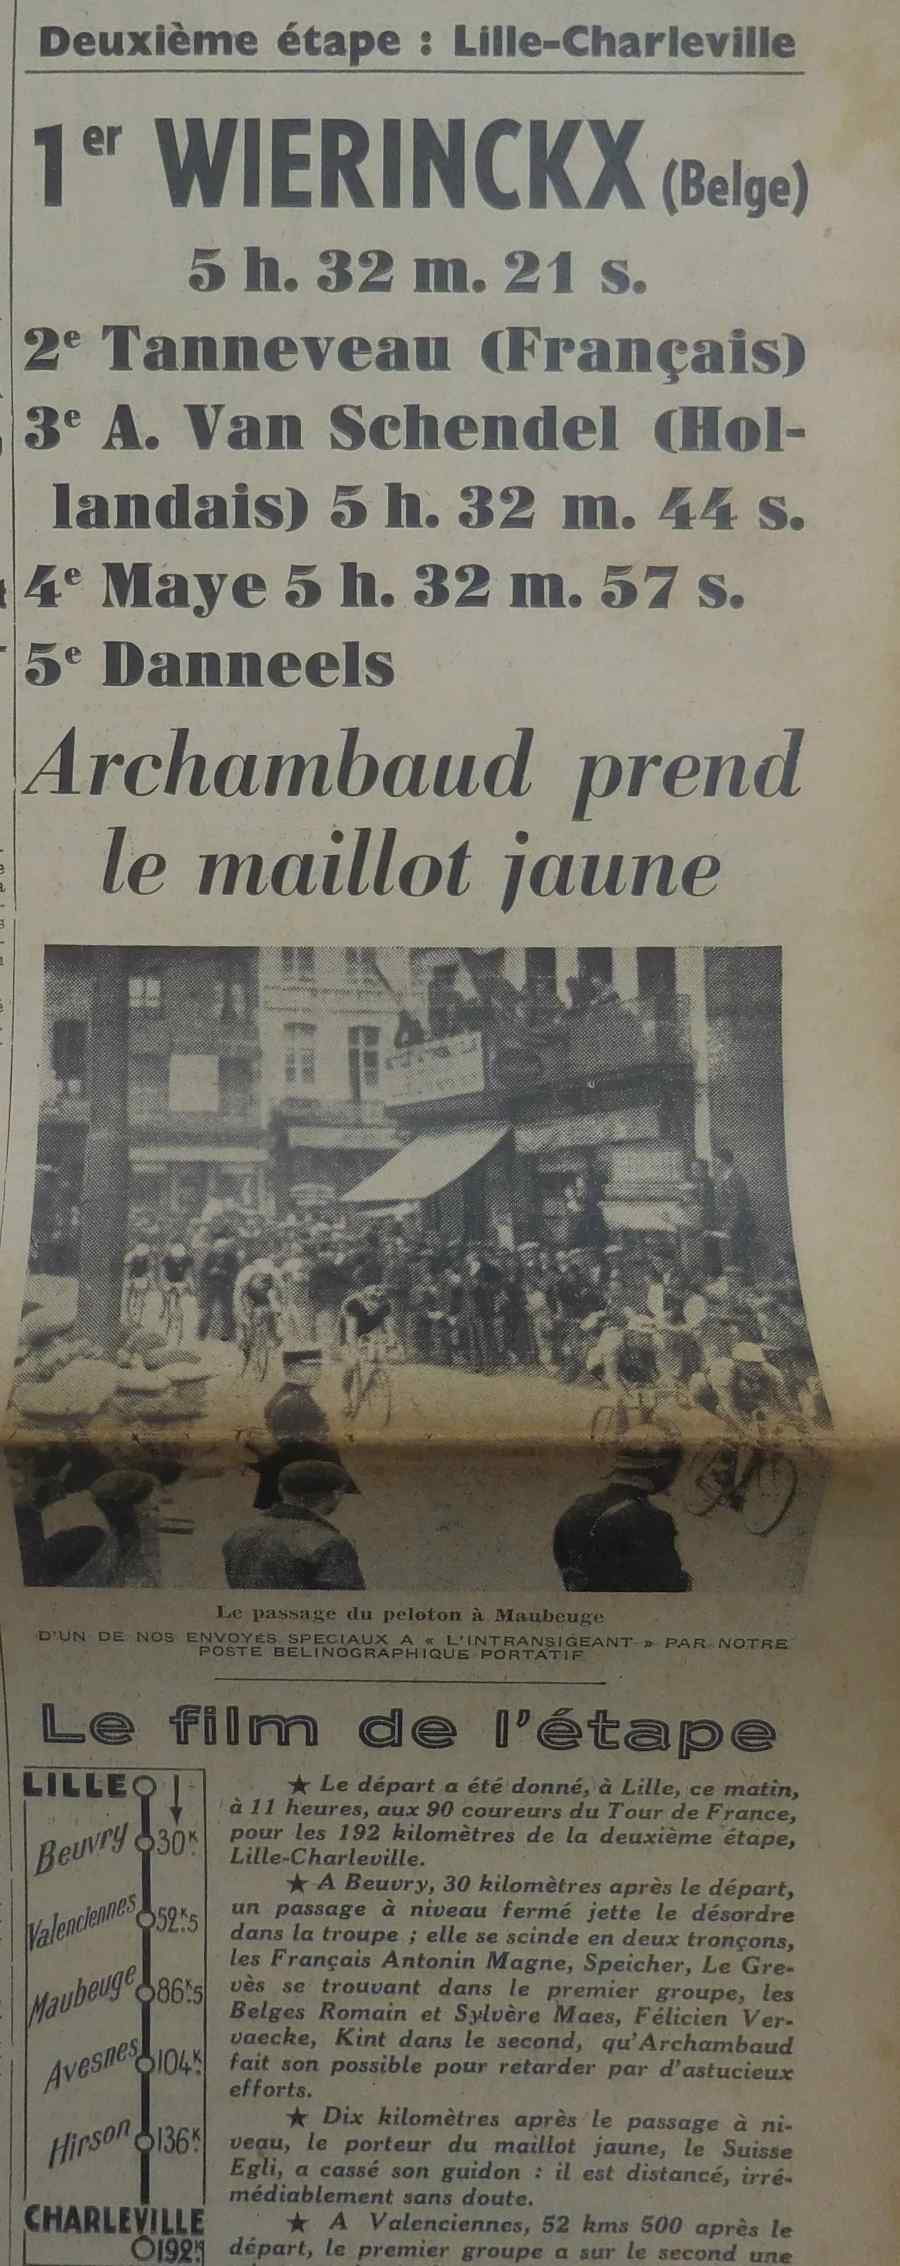 Deuxième étape : Lille-Charleville
1er WIERINCKX (Belge)
5 h. 32 m. 21 s.
2e Tanneveau (Français)
3e A. Van Schendel (Hol-
landais) 5 h. 32 m. 44 s.
4e Maye 5 h. 32 m. 57 s.
5e Danneels
Archambaud prend
le maillot jaune
Le passage du peloton à Maubeuge
D'UN DE NOS ENVOYÉS SPECIAUX A « L'INTRANSIGEANT » PAR NOTRE
POSTE BELINOGRAPHIQUE PORTATIF
Le film de l'étape
LILLE
Beuvry 30K
Valenciennes 52K5
Maubeuge 86K5
Avesnes 104K
Hirson 136K
CHARLEVILLE
192K
★ Le départ a été donné, à Lille, ce matin,
à 11 heures, aux 90 coureurs du Tour de France,
pour les 192 kilomètres de la deuxième étape,
Lille-Charleville.
★ A Beuvry, 30 kilomètres après le départ,
un passage à niveau fermé jette le désordre
dans la troupe ; elle se scinde en deux tronçons,
les Français Antonin Magne, Speicher, Le Gre-
vès se trouvant dans le premier groupe, les
Belges Romain et Sylvère Maes, Félicien Ver-
vaecke, Kint dans le second, qu'Archambaud
fait son possible pour retarder par d'astucieux
efforts.
★ Dix kilomètres après le passage à ni-
veau, le porteur du maillot jaune, le Suisse
Egli, a cassé son guidon : il est distancé, irré-
médiablement sans doute.
★ A Valenciennes, 52 kms 500 après le
départ, le premier groupe a sur le second une